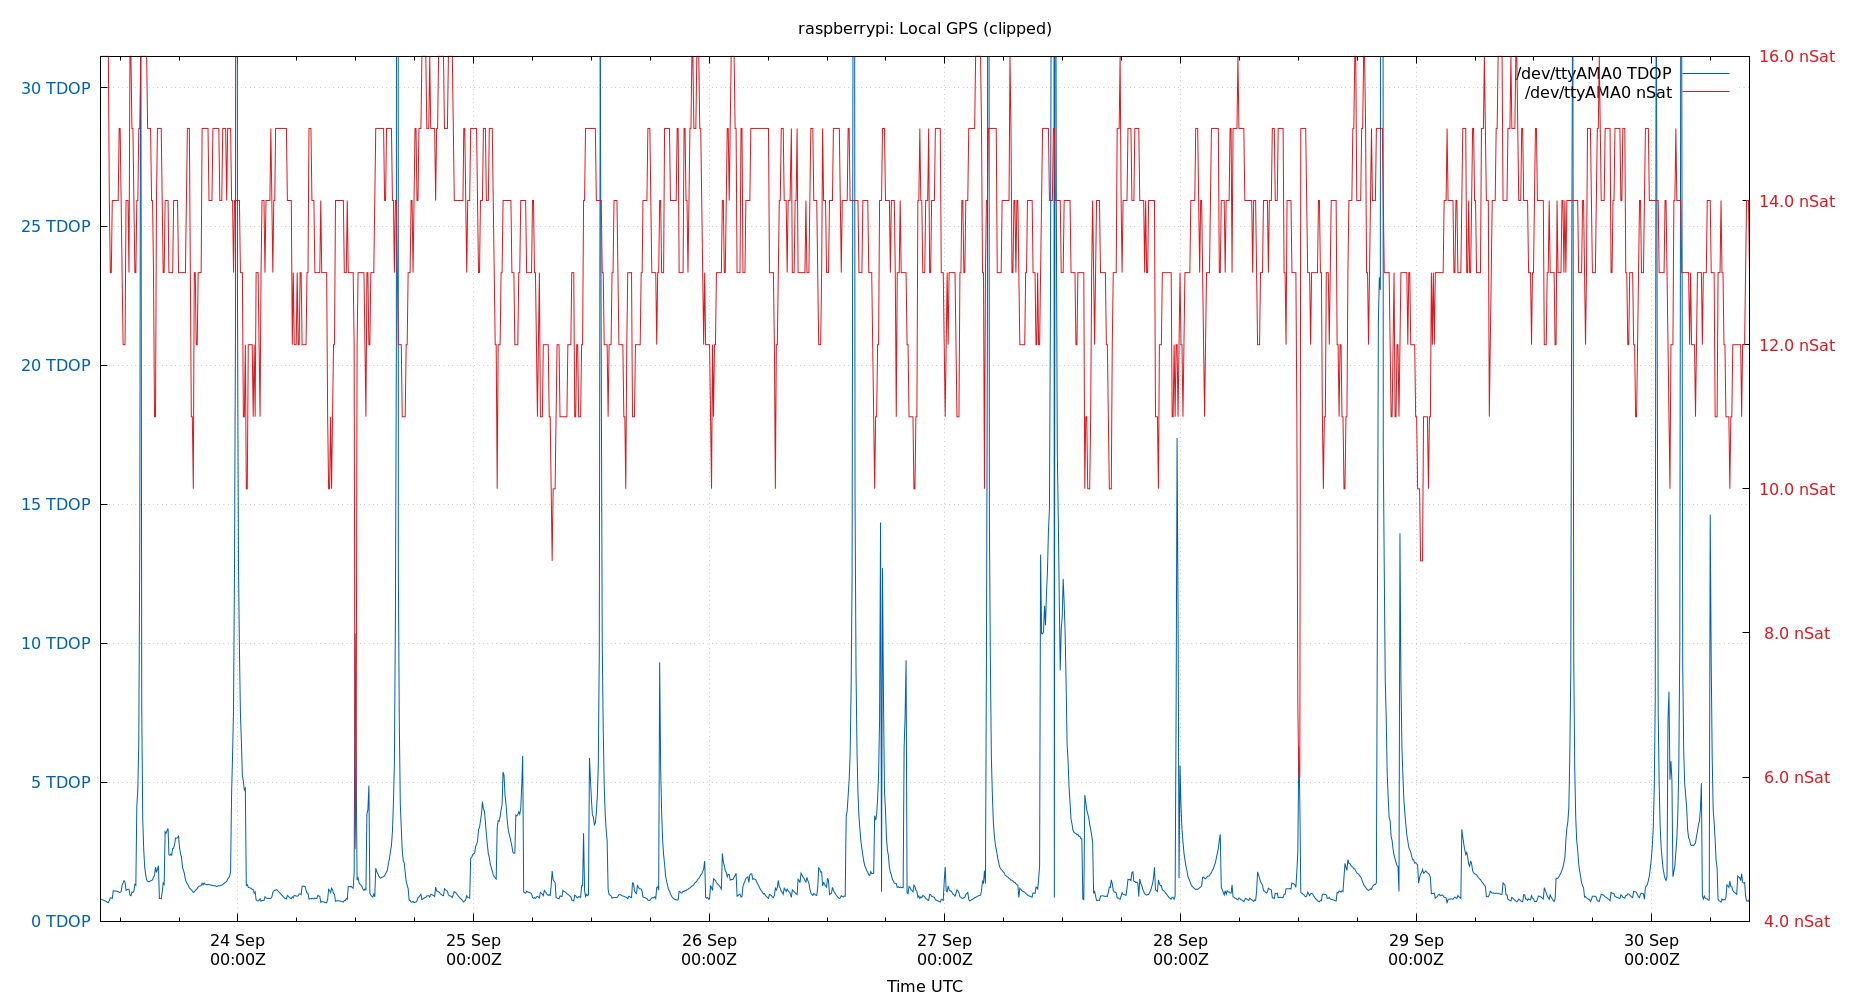 raspberrypi: Local GPS (clipped)
30 TDOP
25 TDOP
20 TDOP
15 TDOP
10 TDOP
5 TDOP
0 TDOP
16.0 nSat
14.0 nSat
12.0 nSat
10.0 nSat
8.0 nSat
6.0 nSat
4.0 nSat
/dev/ttyAMA0 TDOP
/dev/ttyAMA0 nSat
24 Sep
00:00Z
25 Sep
00:00Z
26 Sep
00:00Z
27 Sep
00:00Z
28 Sep
00:00Z
29 Sep
00:00Z
30 Sep
00:00Z
Time UTC